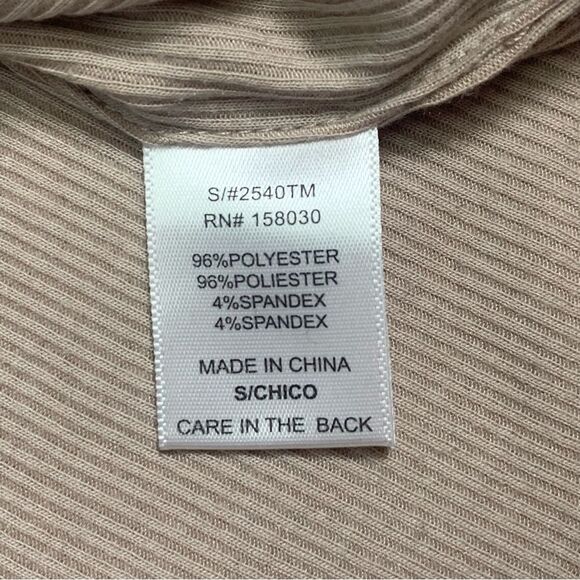 S/#2540TM
RN# 158030
96%POLYESTER
96%POLIESTER
4%SPANDEX
4%SPANDEX
MADE IN CHINA
S/CHICO
CARE IN THE BACK